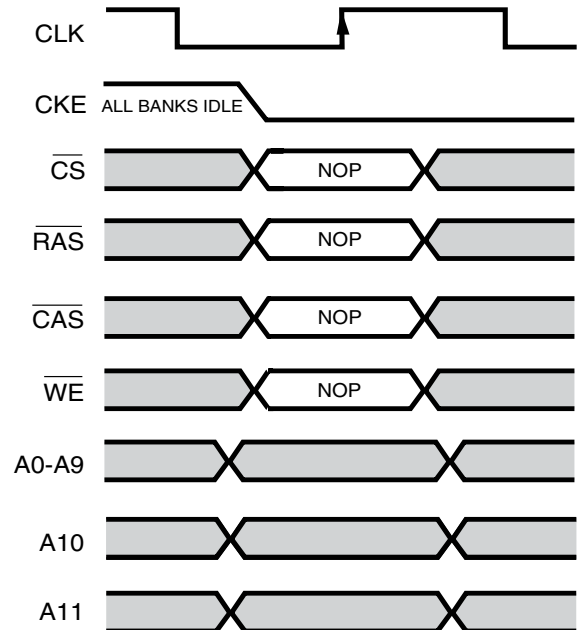 CLK
CKE ALL BANKS IDLE
CS NOP
RAS NOP
CAS NOP
WE NOP
A0-A9
A10
A11